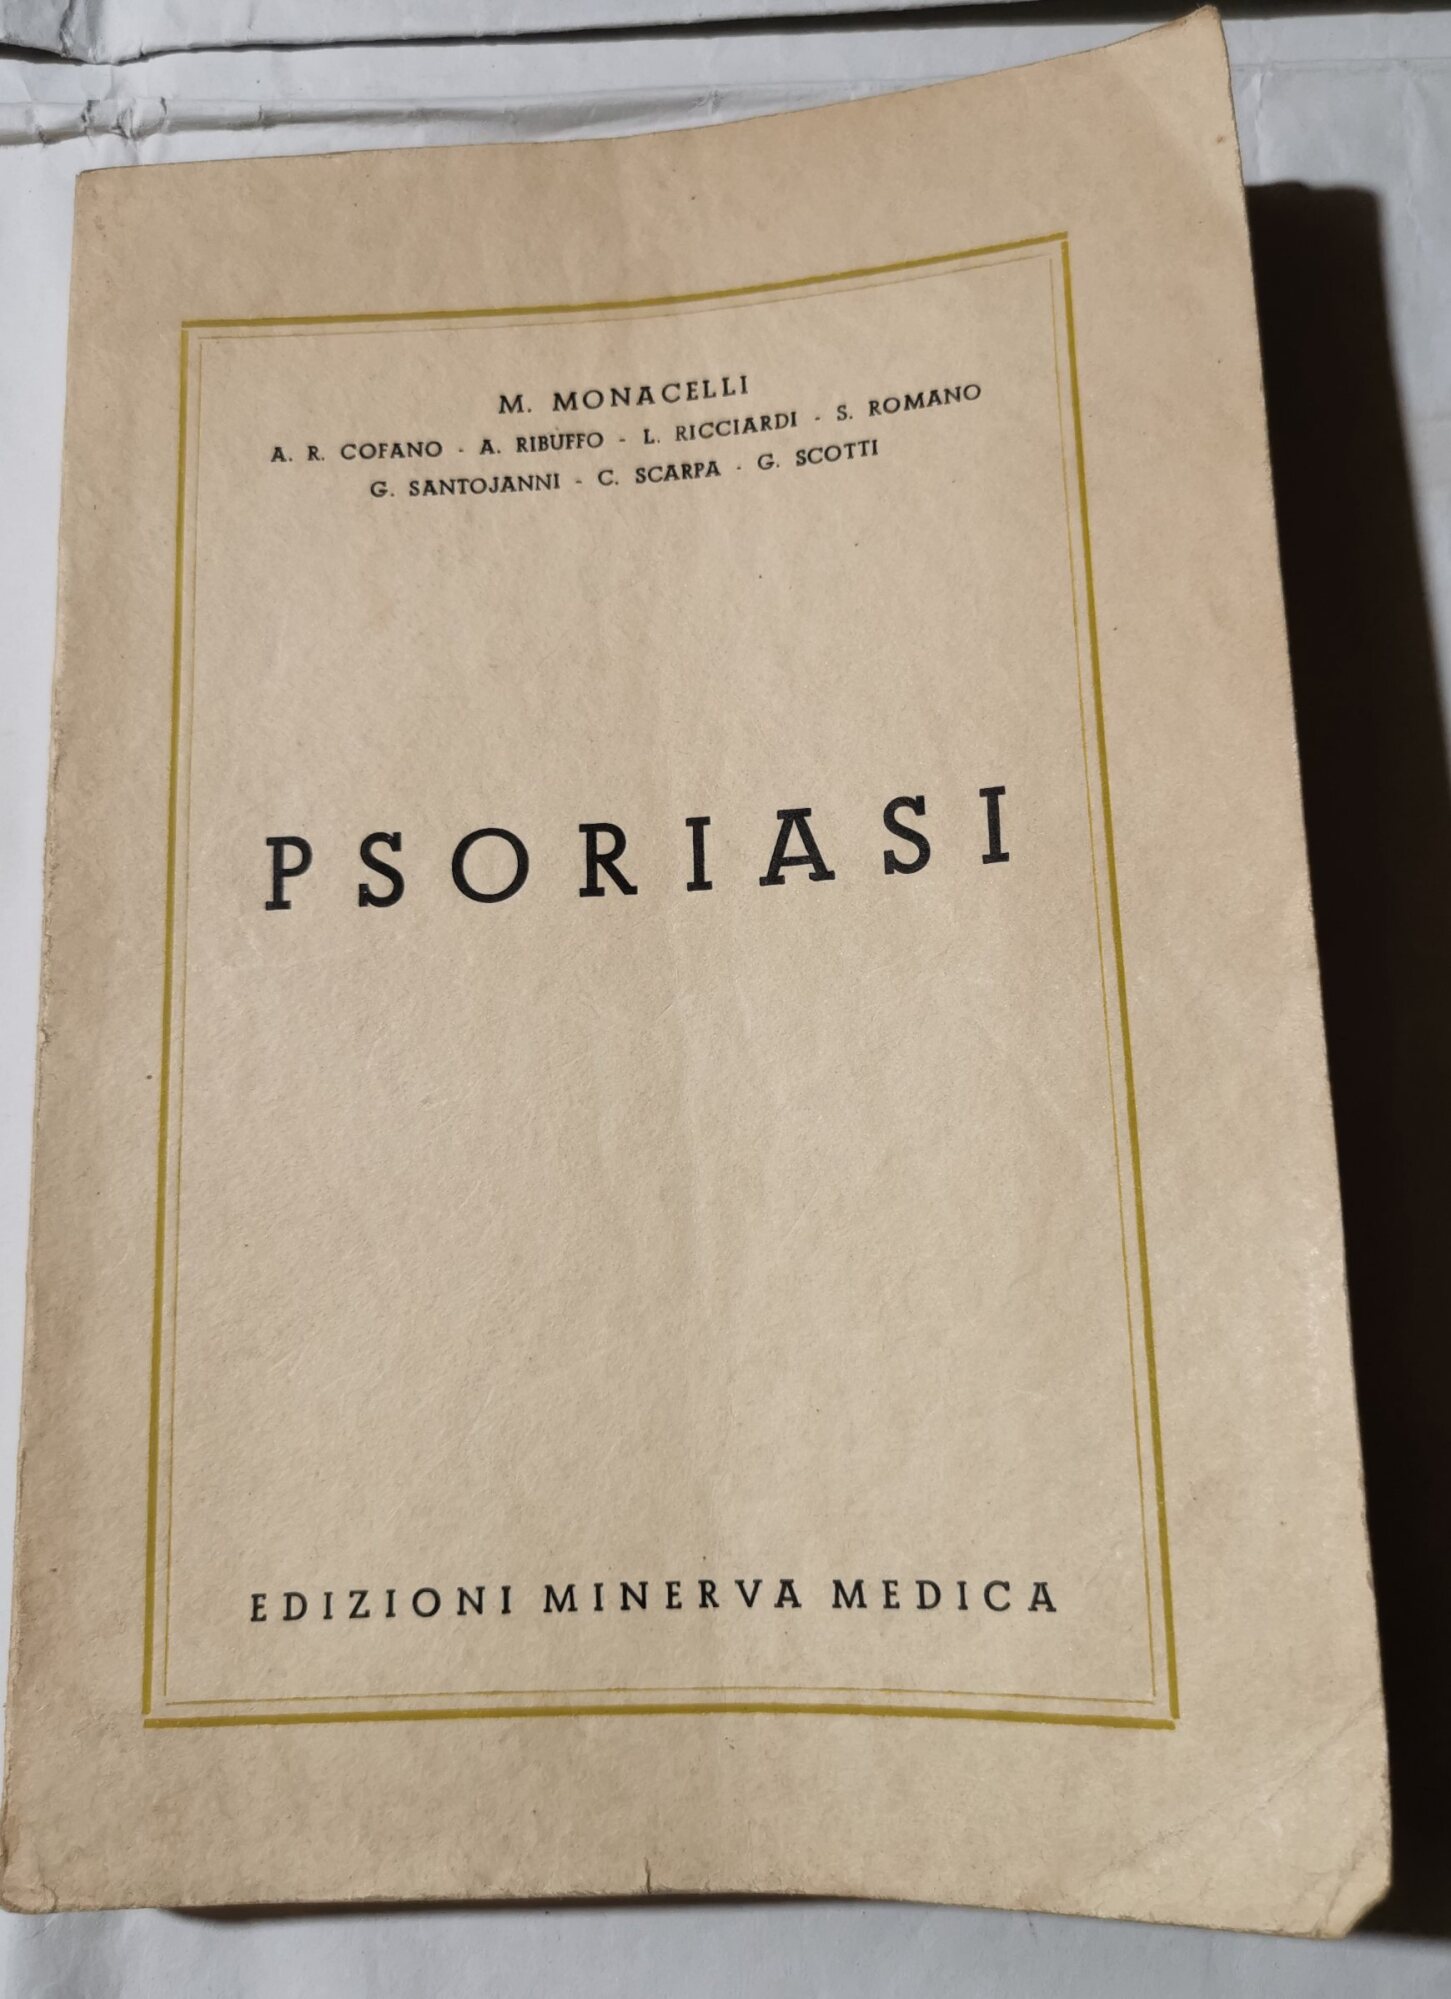 M. MONACELLI
A. R. COFANO - A. RIBUFFO - L. RICCIARDI - S. ROMANO
G. SANTOJANNI - C. SCARPA - G. SCOTTI
PSORIASI
EDIZIONI MINERVA MEDICA